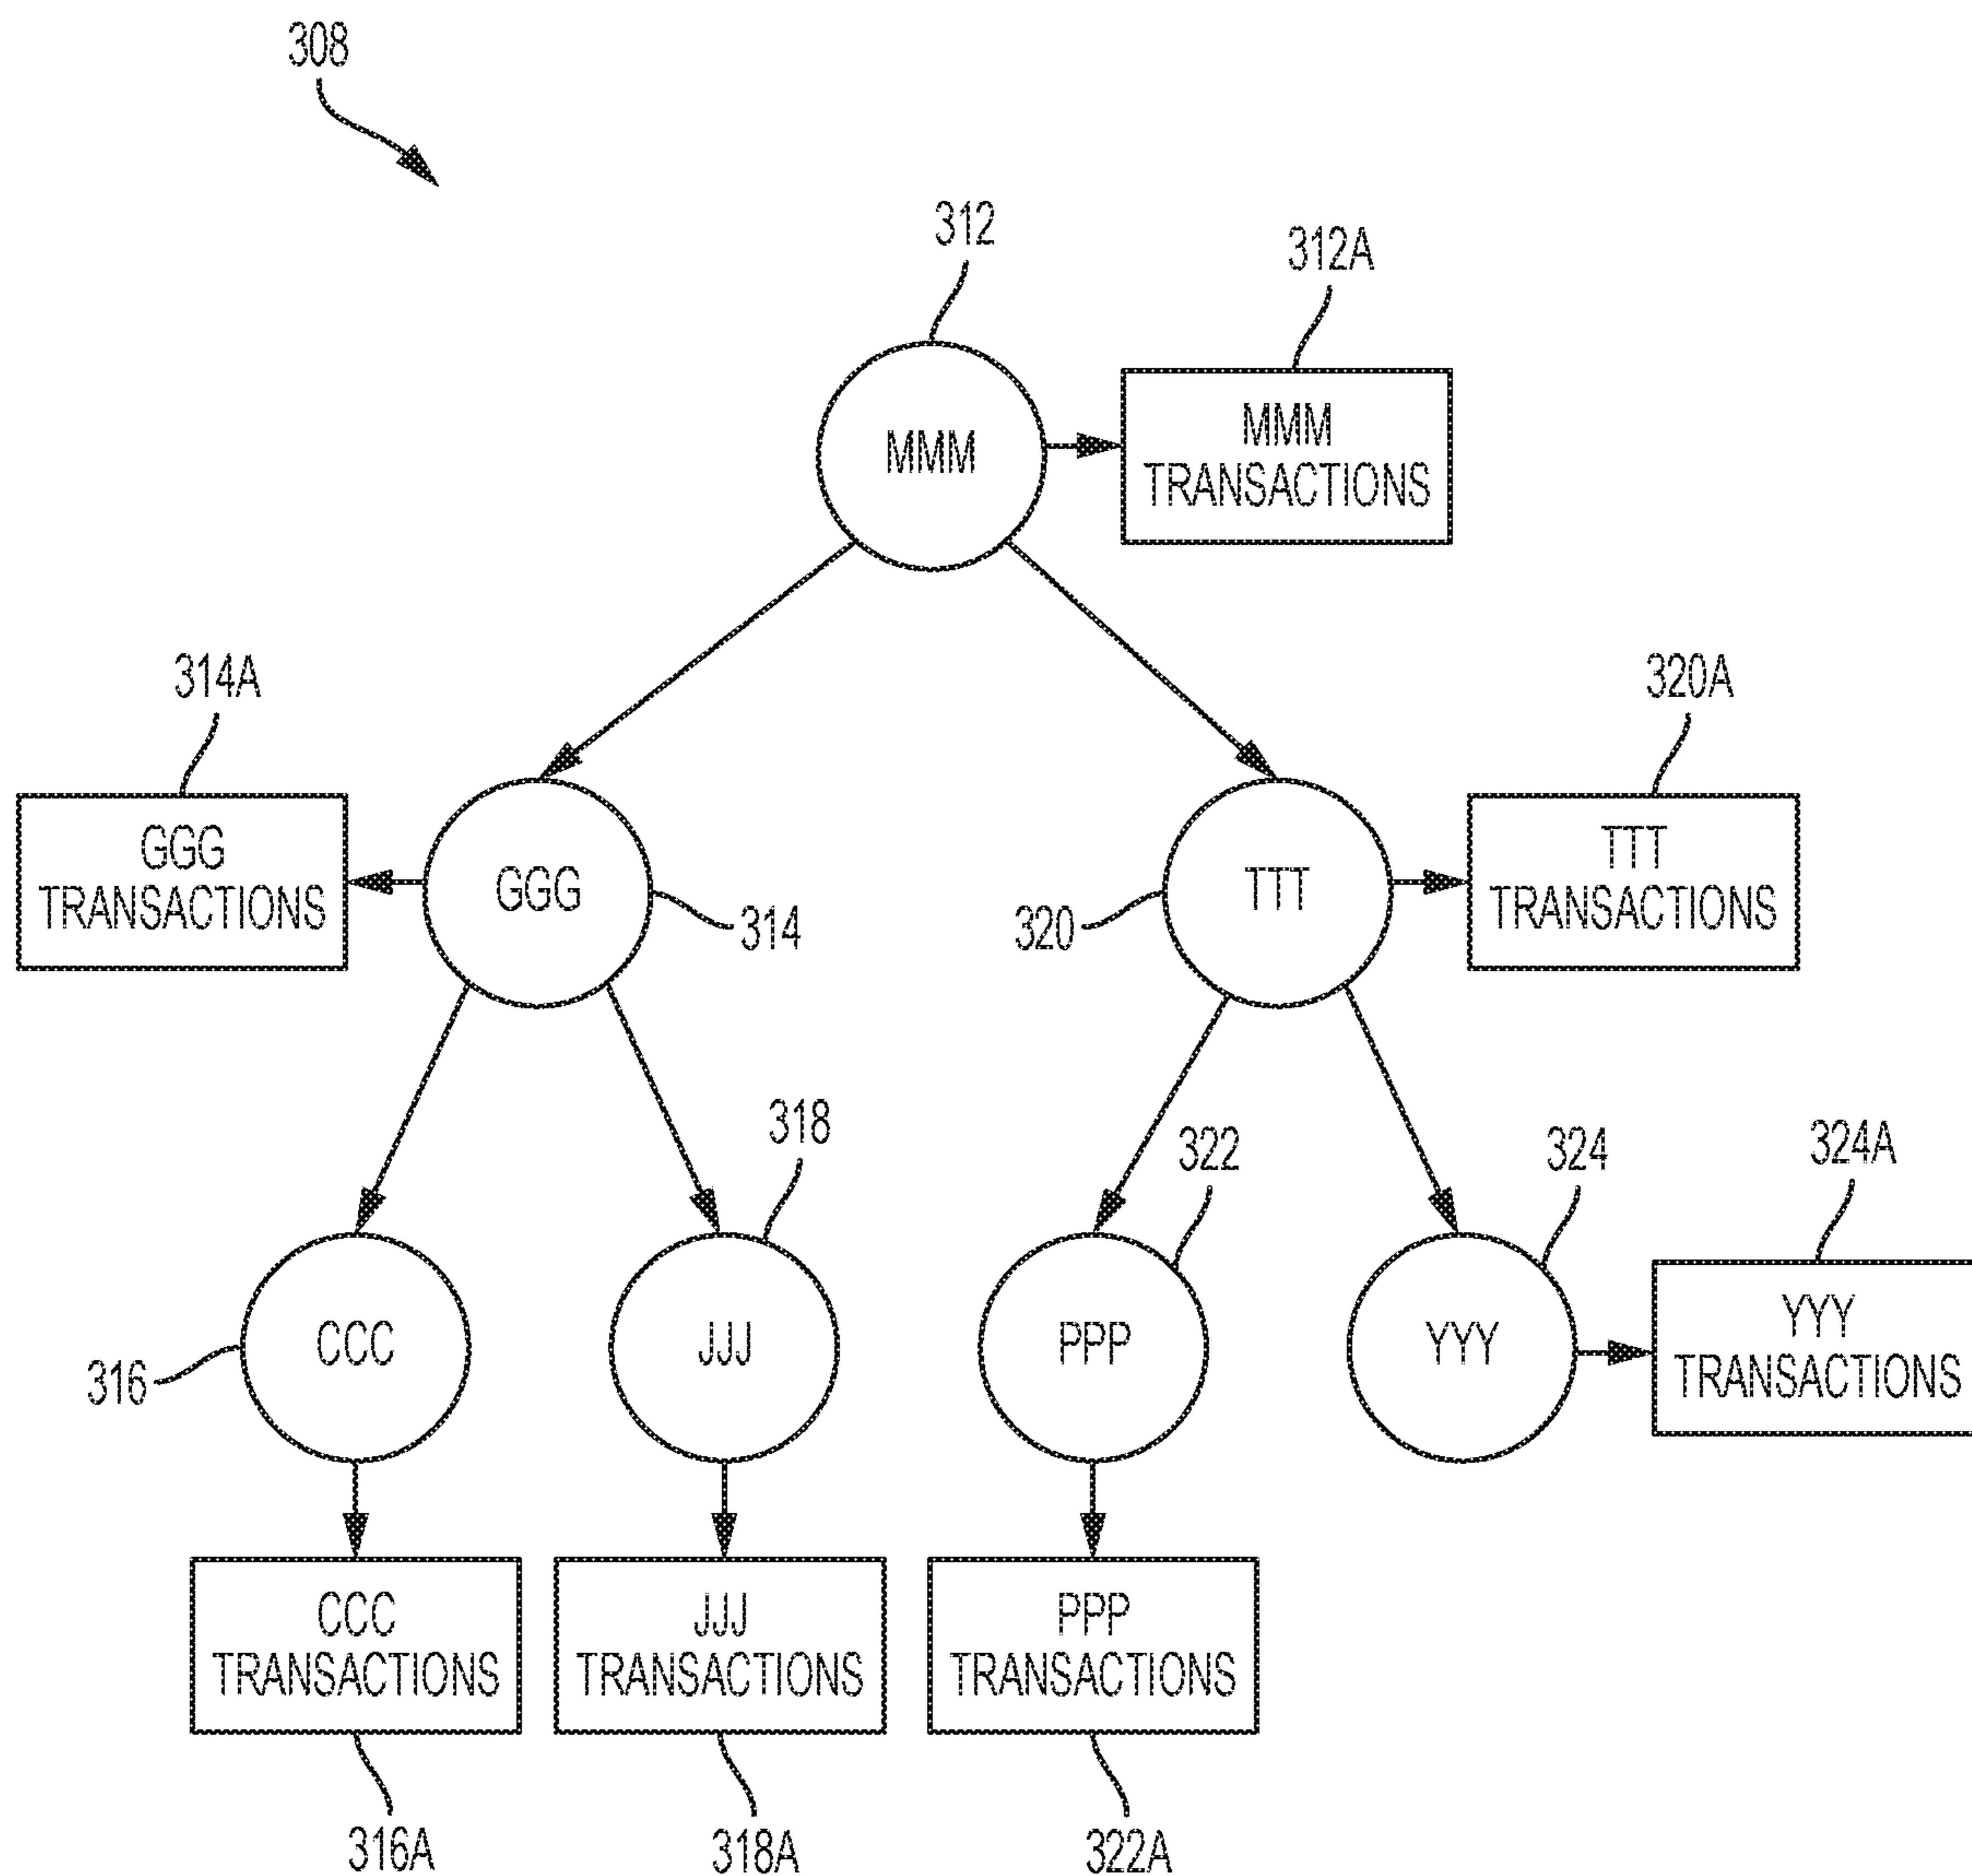 308
312
312A
MMM
MMM
TRANSACTIONS
314A
320A
GGG
TRANSACTIONS
GGG
314
320
TTT
TTT
TRANSACTIONS
318
322
324
324A
316
CCC
JJJ
PPP
YYY
YYY
TRANSACTIONS
CCC
TRANSACTIONS
JJJ
TRANSACTIONS
PPP
TRANSACTIONS
316A
318A
322A